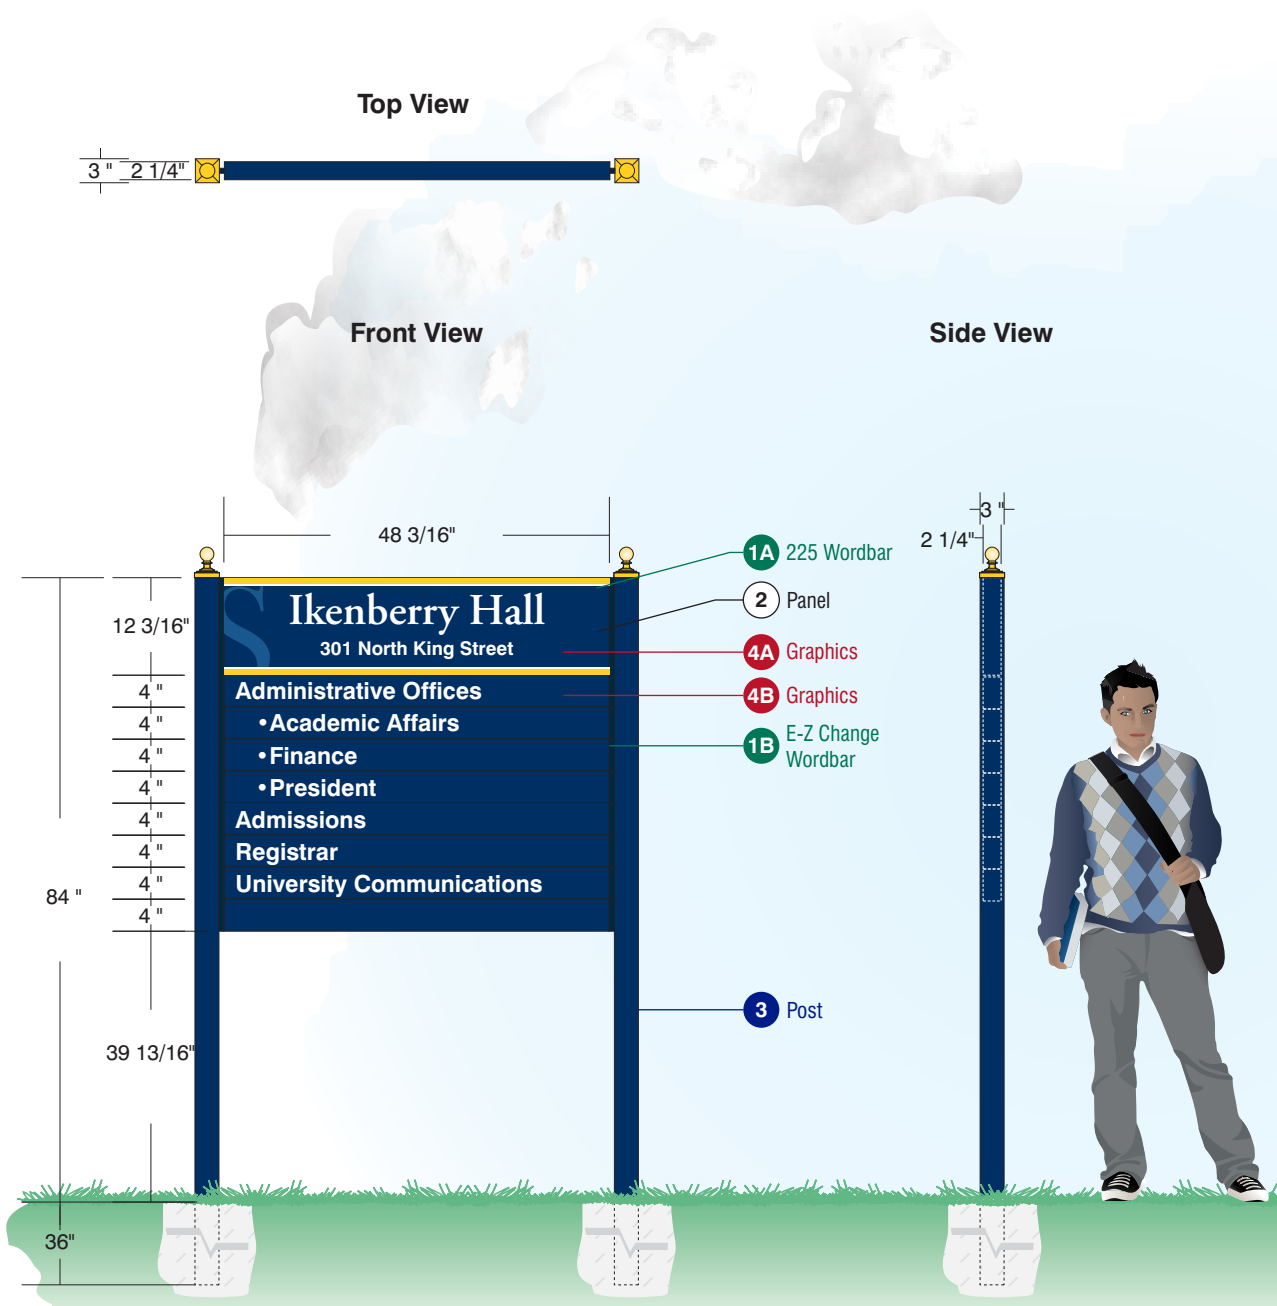 Top View
3 "
2 1/4"
Front View
Side View
48 3/16"
3 "
2 1/4"
1A 225 Wordbar
2 Panel
4A Graphics
4B Graphics
1B E-Z Change
Wordbar
3 Post
S
Ikenberry Hall
301 North King Street
Administrative Offices
•Academic Affairs
•Finance
•President
Admissions
Registrar
University Communications
12 3/16"
4 "
4 "
4 "
4 "
4 "
4 "
4 "
4 "
84 "
39 13/16"
36"